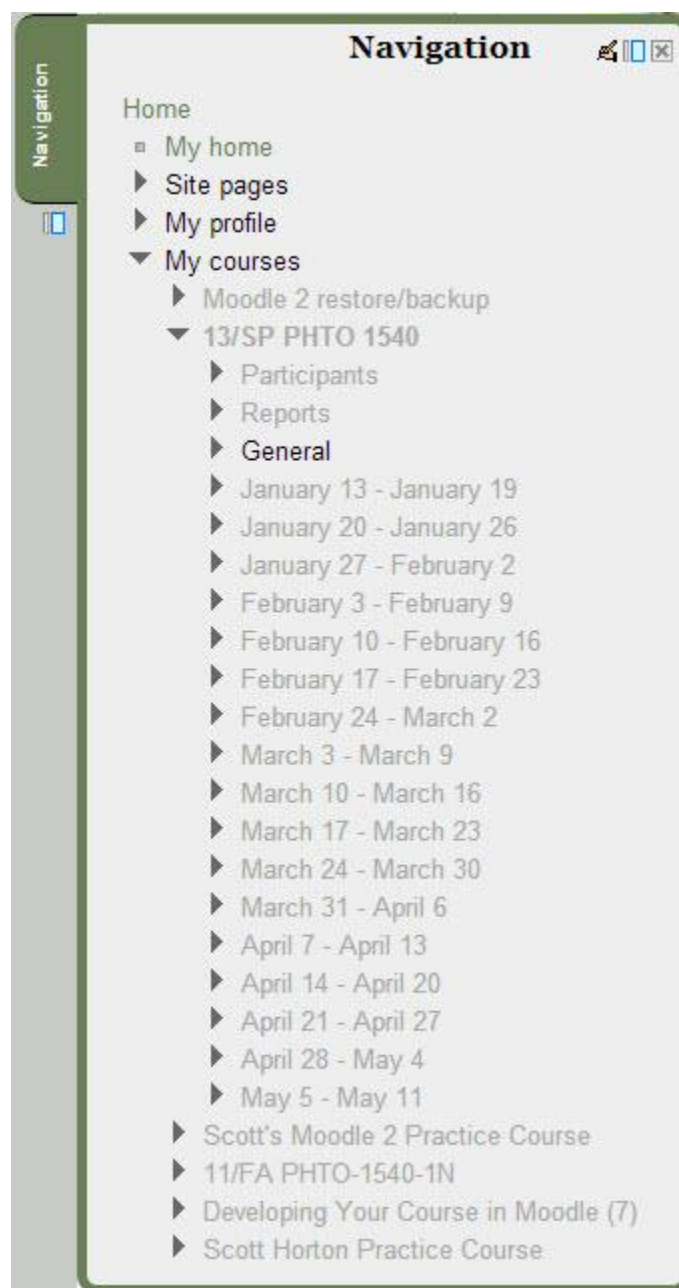 Navigation
Navigation
Home
My home
Site pages
My profile
My courses
Moodle 2 restore/backup
13/SP PHTO 1540
Participants
Reports
General
January 13 - January 19
January 20 - January 26
January 27 - February 2
February 3 - February 9
February 10 - February 16
February 17 - February 23
February 24 - March 2
March 3 - March 9
March 10 - March 16
March 17 - March 23
March 24 - March 30
March 31 - April 6
April 7 - April 13
April 14 - April 20
April 21 - April 27
April 28 - May 4
May 5 - May 11
Scott's Moodle 2 Practice Course
11/FA PHTO-1540-1N
Developing Your Course in Moodle (7)
Scott Horton Practice Course